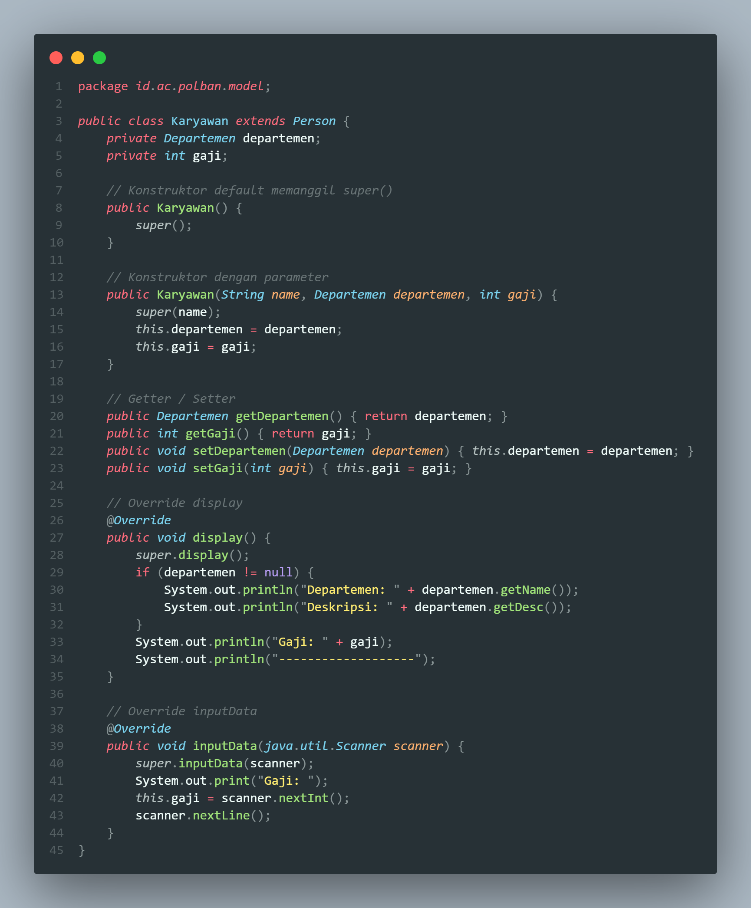 1 package id.ac.polban.model;
2
3 public class Karyawan extends Person {
4     private Departemen departemen;
5     private int gaji;
6
7     // Konstruktor default memanggil super()
8     public Karyawan() {
9         super();
10     }
11
12     // Konstruktor dengan parameter
13     public Karyawan(String name, Departemen departemen, int gaji) {
14         super(name);
15         this.departemen = departemen;
16         this.gaji = gaji;
17     }
18
19     // Getter / Setter
20     public Departemen getDepartemen() { return departemen; }
21     public int getGaji() { return gaji; }
22     public void setDepartemen(Departemen departemen) { this.departemen = departemen; }
23     public void setGaji(int gaji) { this.gaji = gaji; }
24
25     // Override display
26     @Override
27     public void display() {
28         super.display();
29         if (departemen != null) {
30             System.out.println("Departemen: " + departemen.getName());
31             System.out.println("Deskripsi: " + departemen.getDesc());
32         }
33         System.out.println("Gaji: " + gaji);
34         System.out.println("-------------------");
35     }
36
37     // Override inputData
38     @Override
39     public void inputData(java.util.Scanner scanner) {
40         super.inputData(scanner);
41         System.out.print("Gaji: ");
42         this.gaji = scanner.nextInt();
43         scanner.nextLine();
44     }
45 }